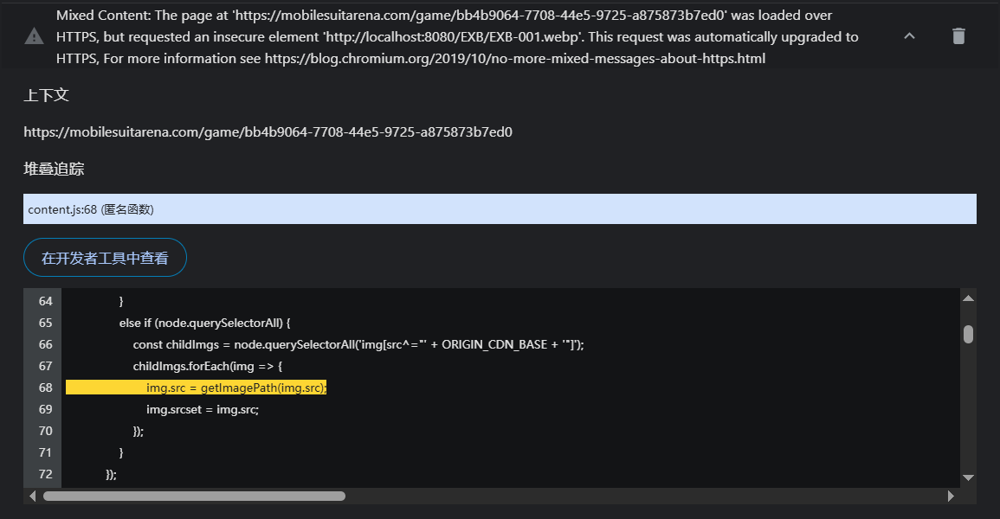 Mixed Content: The page at 'https://mobilesuitarena.com/game/bb4b9064-7708-44e5-9725-a875873b7ed0' was loaded over
HTTPS, but requested an insecure element 'http://localhost:8080/EXB/EXB-001.webp'. This request was automatically upgraded to
HTTPS, For more information see https://blog.chromium.org/2019/10/no-more-mixed-messages-about-https.html
上下文
https://mobilesuitarena.com/game/bb4b9064-7708-44e5-9725-a875873b7ed0
堆叠追踪
content.js:68 (匿名函数)
在开发者工具中查看
64 }
65 else if (node.querySelectorAll) {
66 const childImgs = node.querySelectorAll('img[src^="' + ORIGIN_CDN_BASE + '"]');
67 childImgs.forEach(img => {
68 img.src = getImagePath(img.src);
69 img.srcset = img.src;
70 });
71 }
72 });